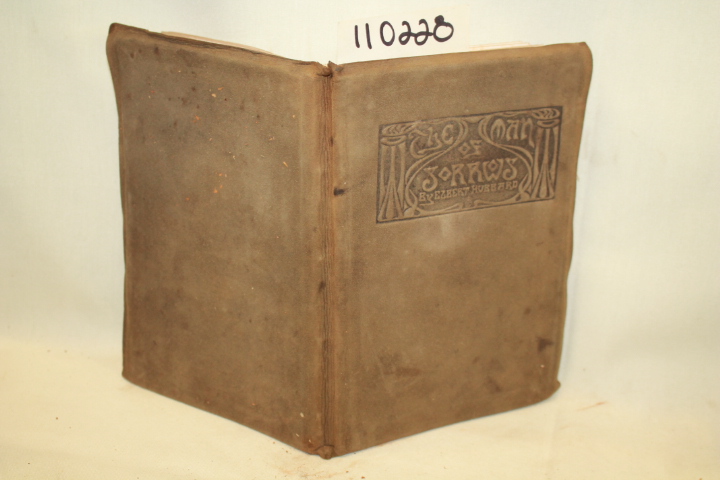 110228
The Man
of
Sorrows
By Elbert Hubbard